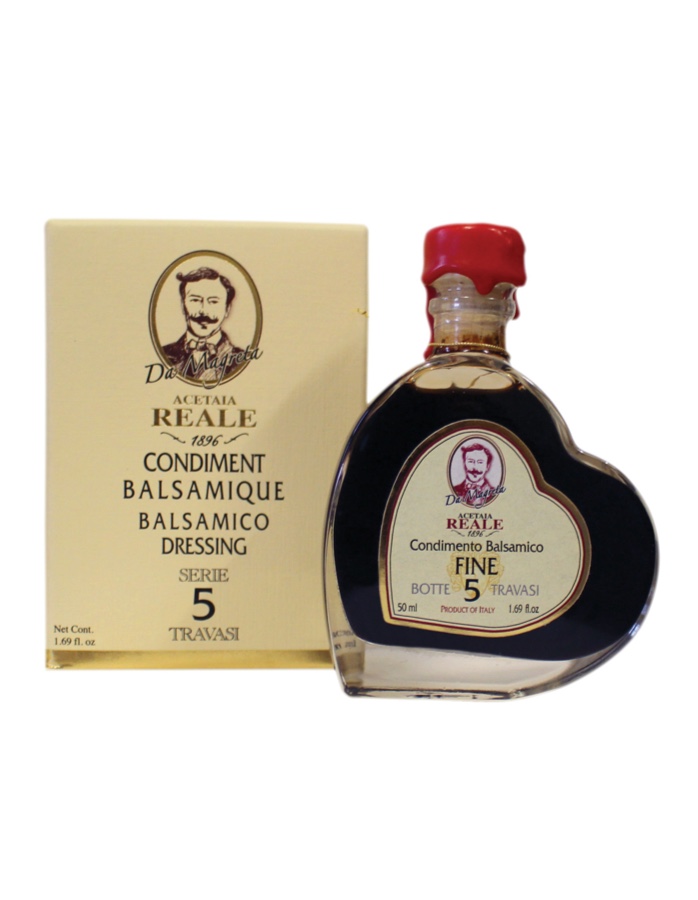 Da Magreta
ACETAIA
REALE
1896
CONDIMENT
BALSAMIQUE
BALSAMICO
DRESSING
SERIE
5
TRAVASI
Net Cont.
1.69 fl. oz
Da Magreta
ACETAIA
REALE
1896
Condimento Balsamico
FINE
BOTTE 5 TRAVASI
50 ml PRODUCT OF ITALY 1.69 fl.oz